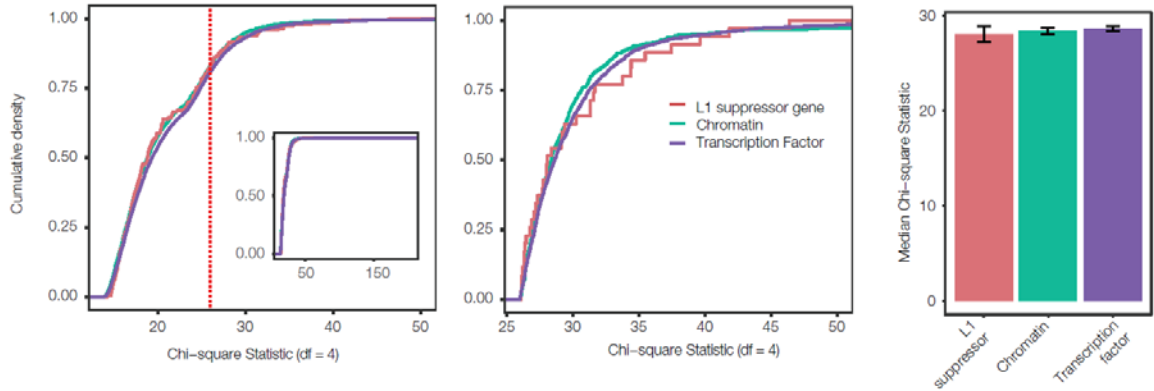 1.00
0.75
0.50
0.25
0.00
Cumulative density
20
30
40
50
Chi-square Statistic (df = 4)
1.00
0.75
0.50
0.25
0.00
50
150
1.00
0.75
0.50
0.25
0.00
25
30
35
40
45
50
Chi-square Statistic (df = 4)
L1 suppressor gene
Chromatin
Transcription Factor
30
20
10
0
Median Chi-square Statistic
L1
suppressor
Chromatin
Transcription
factor